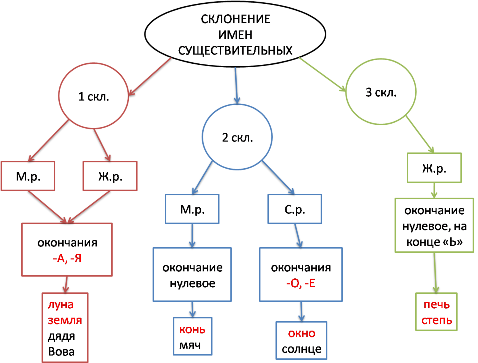 СКЛОНЕНИЕ
ИМЕН
СУЩЕСТВИТЕЛЬНЫХ
1 скл.
М.р.
Ж.р.
окончания
-А, -Я
луна
земля
дядя
Вова
2 скл.
М.р.
С.р.
окончание
нулевое
окончания
-О, -Е
конь
мяч
окно
солнце
3 скл.
Ж.р.
окончание
нулевое, на
конце «Ь»
печь
степь